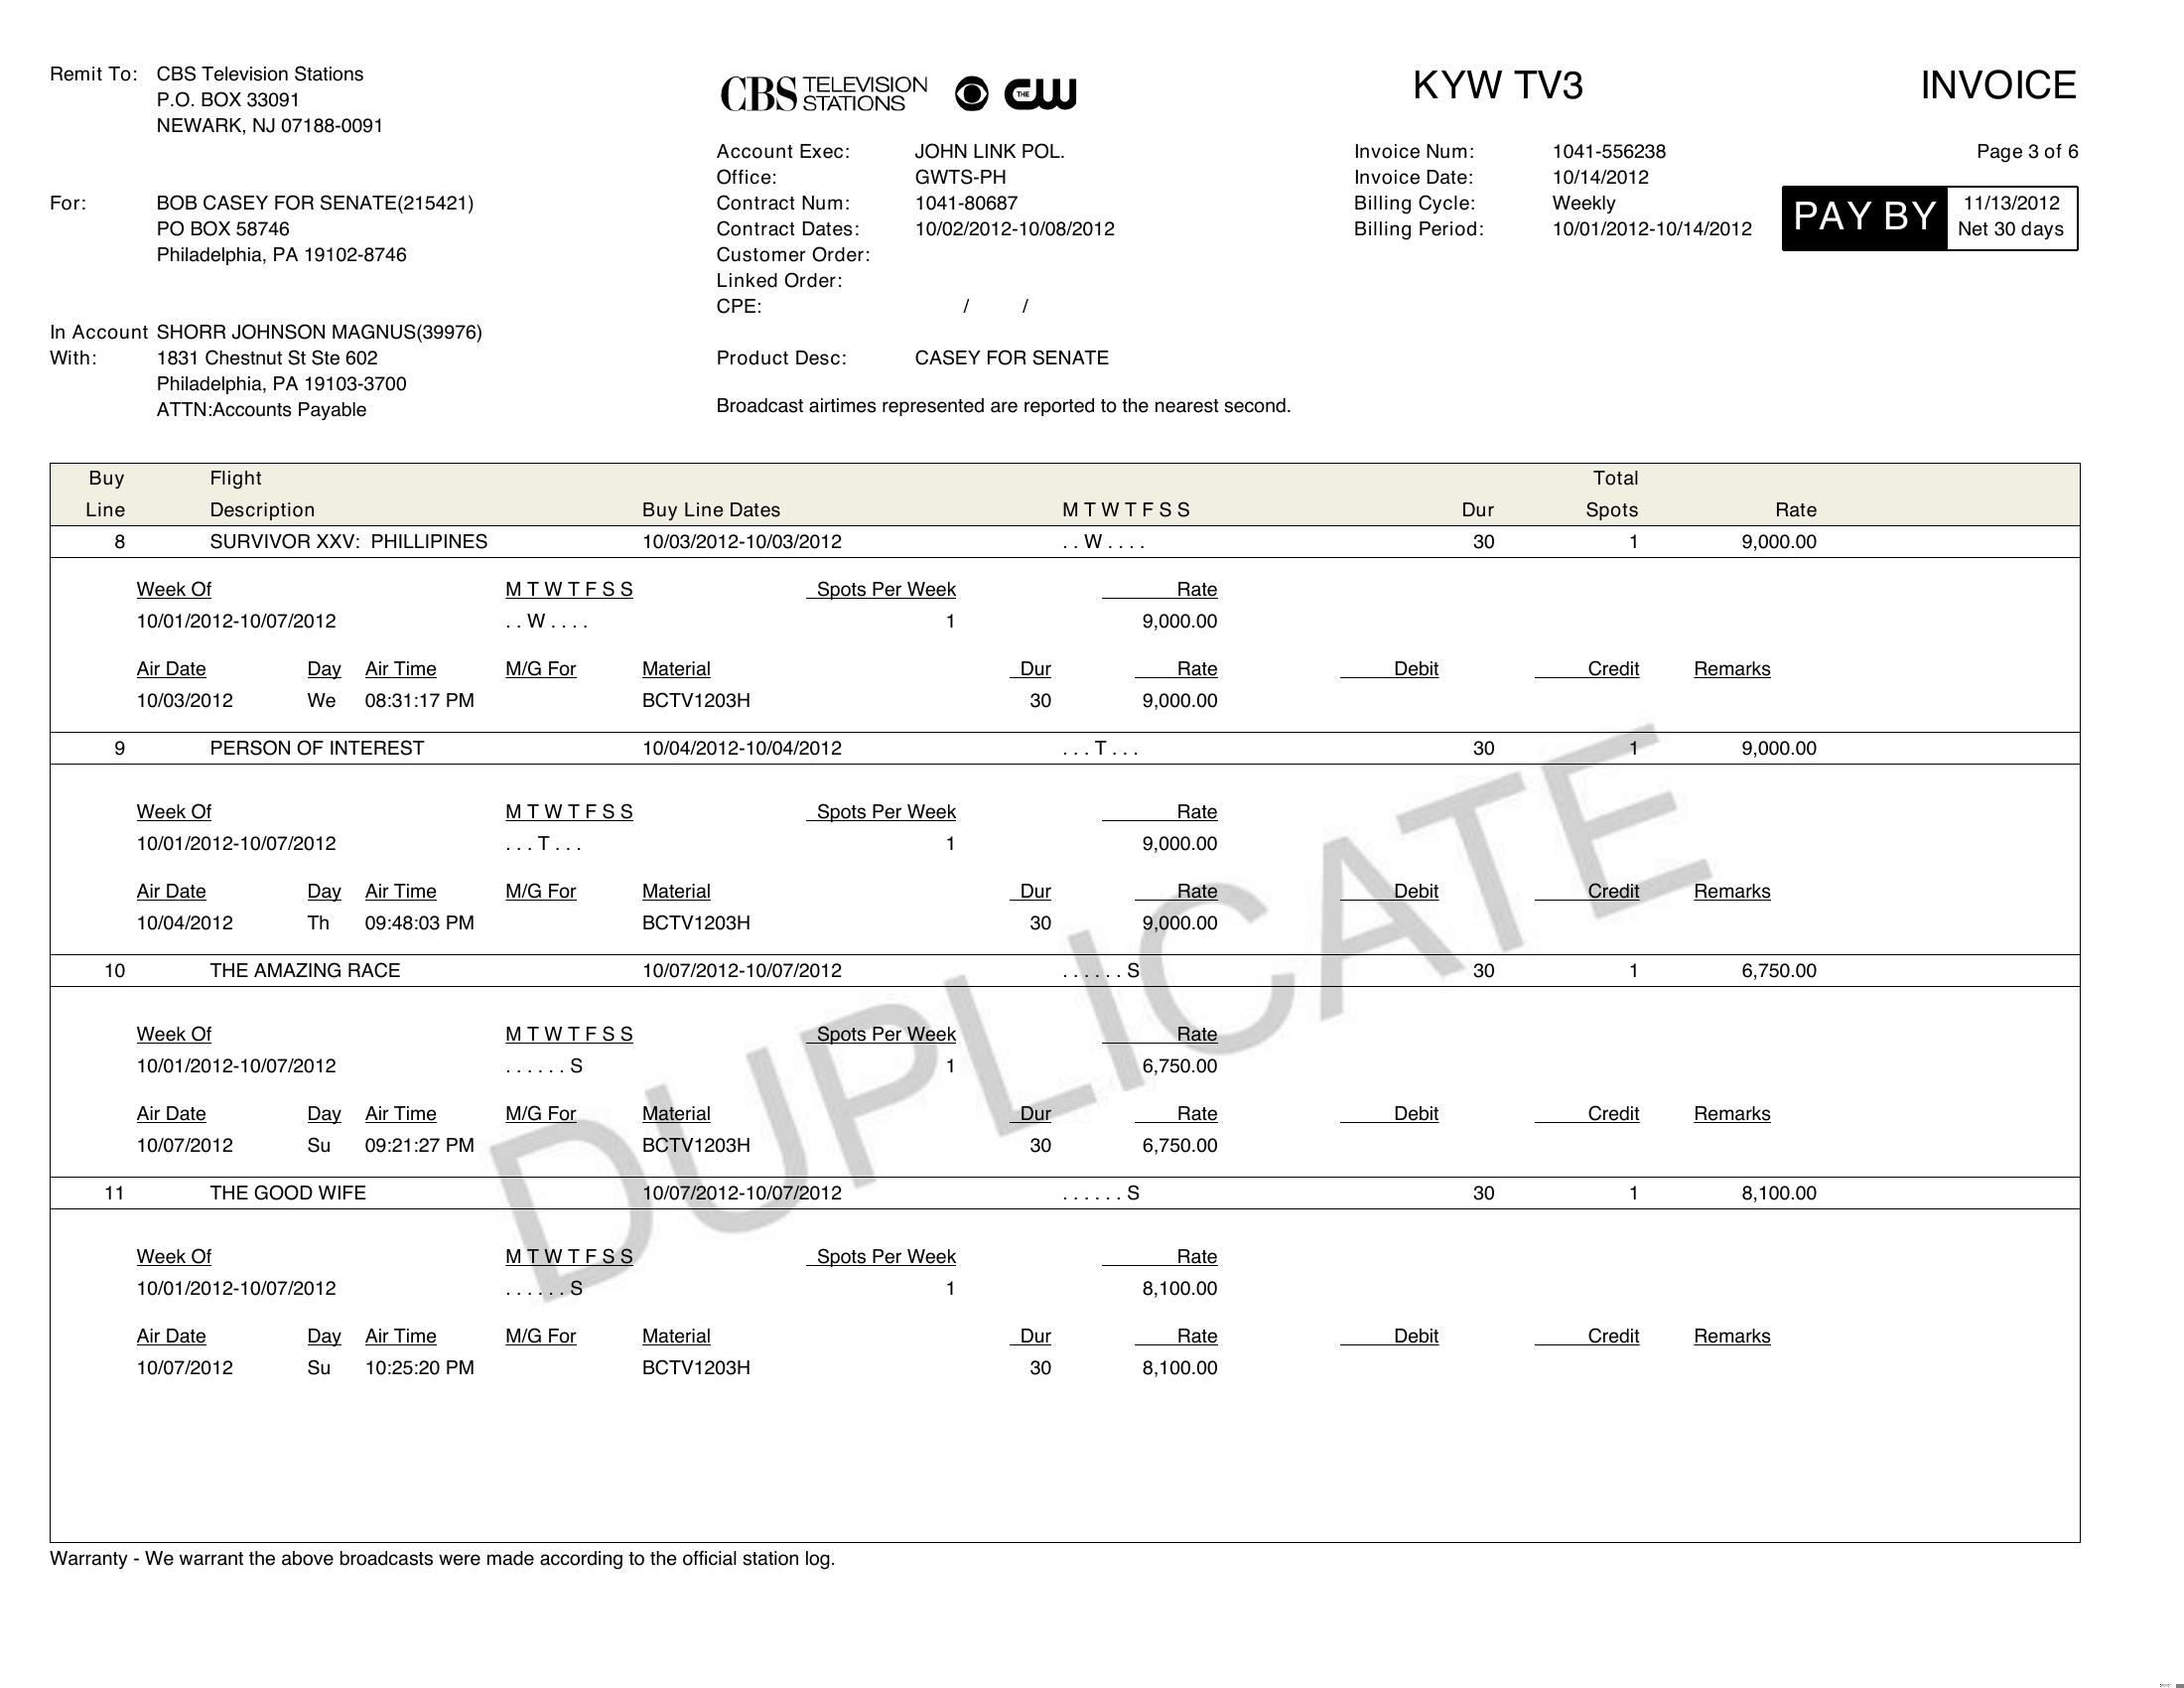 Remit To: CBS Television Stations
P.O. BOX 33091
NEWARK, NJ 07188-0091
For: BOB CASEY FOR SENATE(215421)
PO BOX 58746
Philadelphia, PA 19102-8746
In Account SHORR JOHNSON MAGNUS(39976)
With: 1831 Chestnut St Ste 602
Philadelphia, PA 19103-3700
ATTN:Accounts Payable
CBS TELEVISION STATIONS THE CW
Account Exec: JOHN LINK POL.
Office: GWTS-PH
Contract Num: 1041-80687
Contract Dates: 10/02/2012-10/08/2012
Customer Order:
Linked Order:
CPE: / /
Product Desc: CASEY FOR SENATE
Broadcast airtimes represented are reported to the nearest second.
KYW TV3 INVOICE
Invoice Num: 1041-556238 Page 3 of 6
Invoice Date: 10/14/2012
Billing Cycle: Weekly
Billing Period: 10/01/2012-10/14/2012
PAY BY 11/13/2012
Net 30 days
Buy Flight Total
Line Description Buy Line Dates M T W T F S S Dur Spots Rate
8 SURVIVOR XXV: PHILLIPINES 10/03/2012-10/03/2012 . . W . . . . 30 1 9,000.00
Week Of M T W T F S S Spots Per Week Rate
10/01/2012-10/07/2012 . . W . . . . 1 9,000.00
Air Date Day Air Time M/G For Material Dur Rate Debit Credit Remarks
10/03/2012 We 08:31:17 PM BCTV1203H 30 9,000.00
9 PERSON OF INTEREST 10/04/2012-10/04/2012 . . . T . . . 30 1 9,000.00
Week Of M T W T F S S Spots Per Week Rate
10/01/2012-10/07/2012 . . . T . . . 1 9,000.00
Air Date Day Air Time M/G For Material Dur Rate Debit Credit Remarks
10/04/2012 Th 09:48:03 PM BCTV1203H 30 9,000.00
10 THE AMAZING RACE 10/07/2012-10/07/2012 . . . . . . S 30 1 6,750.00
Week Of M T W T F S S Spots Per Week Rate
10/01/2012-10/07/2012 . . . . . . S 1 6,750.00
Air Date Day Air Time M/G For Material Dur Rate Debit Credit Remarks
10/07/2012 Su 09:21:27 PM BCTV1203H 30 6,750.00
11 THE GOOD WIFE 10/07/2012-10/07/2012 . . . . . . S 30 1 8,100.00
Week Of M T W T F S S Spots Per Week Rate
10/01/2012-10/07/2012 . . . . . . S 1 8,100.00
Air Date Day Air Time M/G For Material Dur Rate Debit Credit Remarks
10/07/2012 Su 10:25:20 PM BCTV1203H 30 8,100.00
DUPLICATE
Warranty - We warrant the above broadcasts were made according to the official station log.